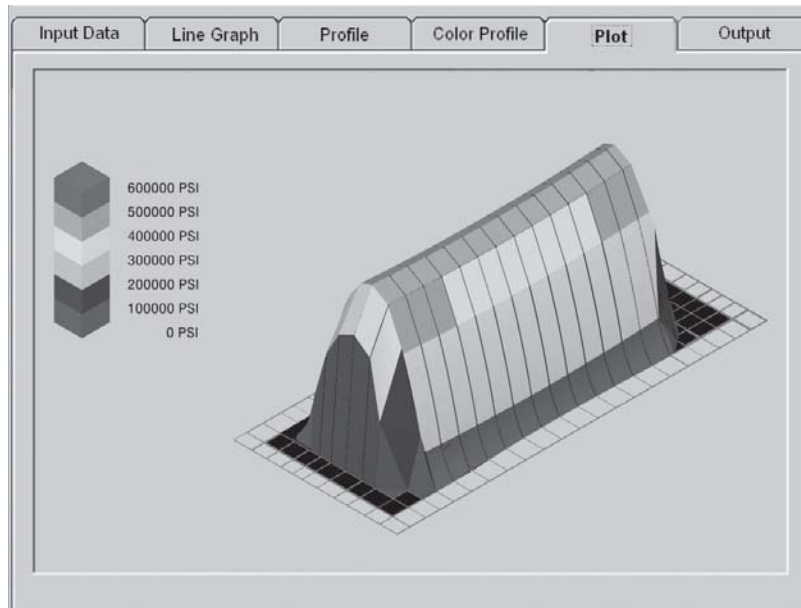 Input Data
Line Graph
Profile
Color Profile
Plot
Output
600000 PSI
500000 PSI
400000 PSI
300000 PSI
200000 PSI
100000 PSI
0 PSI